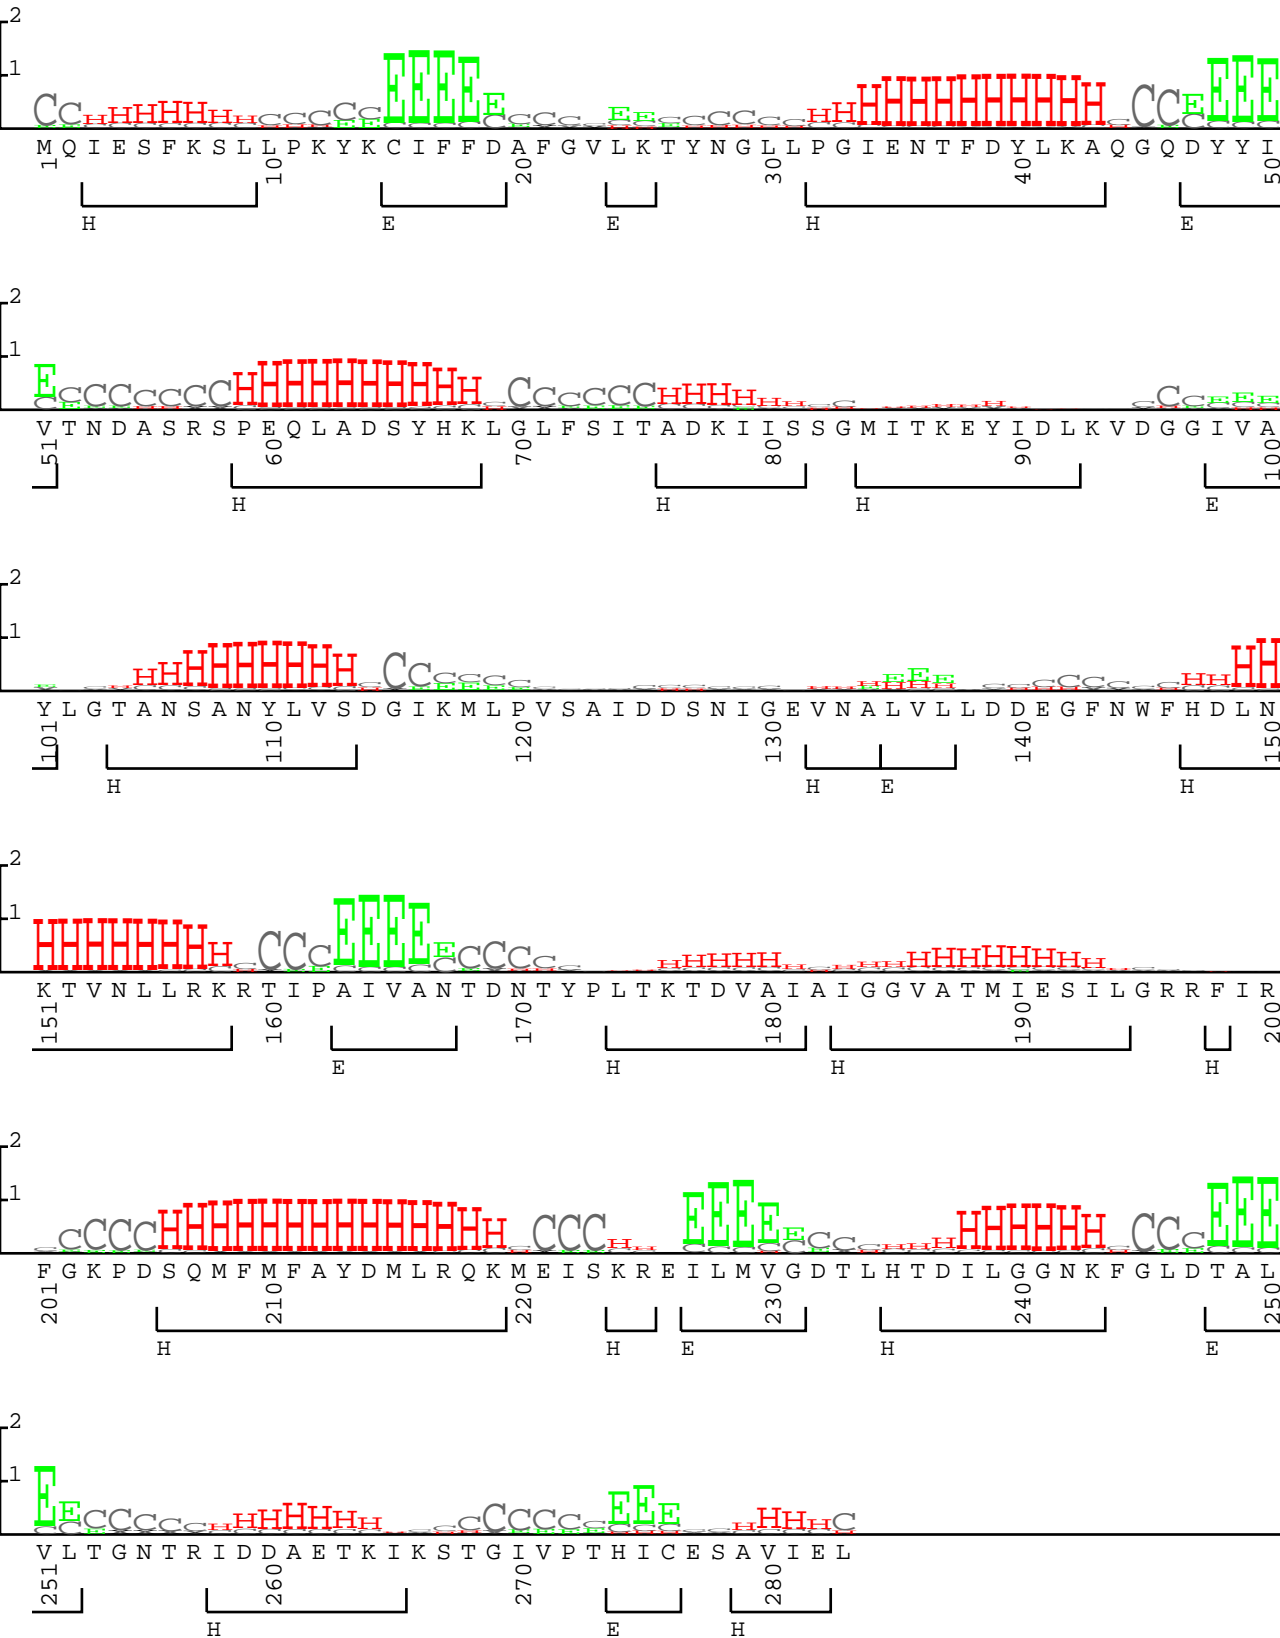 2
1
C C H H H H H H H C C C C C E E E E E C C C E E C C C C C C H H H H H H H H H H H H C C E E E E
M Q I E S F K S L L P K Y K C I F F D A F G V L K T Y N G L L P G I E N T F D Y L K A Q G Q D Y Y I
1 10 20 30 40 50
H E E H E
2
1
E C C C C C C C H H H H H H H H H H C C C C C C H H H H H H C C C E E E
V T N D A S R S P E Q L A D S Y H K L G L F S I T A D K I I S S G M I T K E Y I D L K V D G G I V A
51 60 70 80 90 100
H H H E
2
1
H H H H H H H H H C C C C C C E E E C C C C H H H H
Y L G T A N S A N Y L V S D G I K M L P V S A I D D S N I G E V N A L V L L D D E G F N W F H D L N
101 110 120 130 140 150
H H E H
2
1
H H H H H H H H C C C E E E E E C C C C H H H H H H H H H H H H H
K T V N L L R K R T I P A I V A N T D N T Y P L T K T D V A I A I G G V A T M I E S I L G R R F I R
151 160 170 180 190 200
E H H H
2
1
C C C C H H H H H H H H H H H H H H C C C H H E E E E E C C H H H H H H H H H C C C E E E
F G K P D S Q M F M F A Y D M L R Q K M E I S K R E I L M V G D T L H T D I L G G N K F G L D T A L
201 210 220 230 240 250
H H E H E
2
1
E E C C C C C H H H H H H H C C C C C E E E H H H H C
V L T G N T R I D D A E T K I K S T G I V P T H I C E S A V I E L
251 260 270 280
H E H